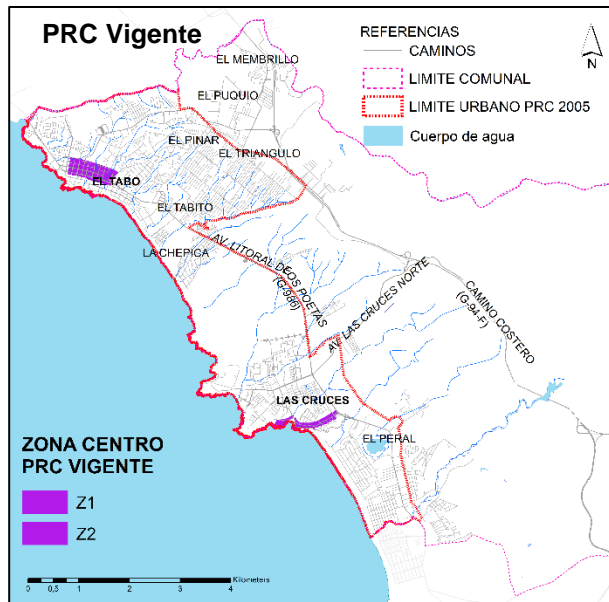 PRC Vigente
REFERENCIAS
CAMINOS
LIMITE COMUNAL
LIMITE URBANO PRC 2005
Cuerpo de agua
N
EL MEMBRILLO
EL PUQUIO
EL PINAR
EL TRIANGULO
EL TABO
EL TABITO
LA CHEPICA
AV. LITORAL DEOS POETAS
(G-986)
AV. LAS CRUCES NORTE
CAMINO COSTERO
(G-94-F)
LAS CRUCES
EL PERAL
ZONA CENTRO
PRC VIGENTE
Z1
Z2
0 0,5 1 2 3 4 Kilometers